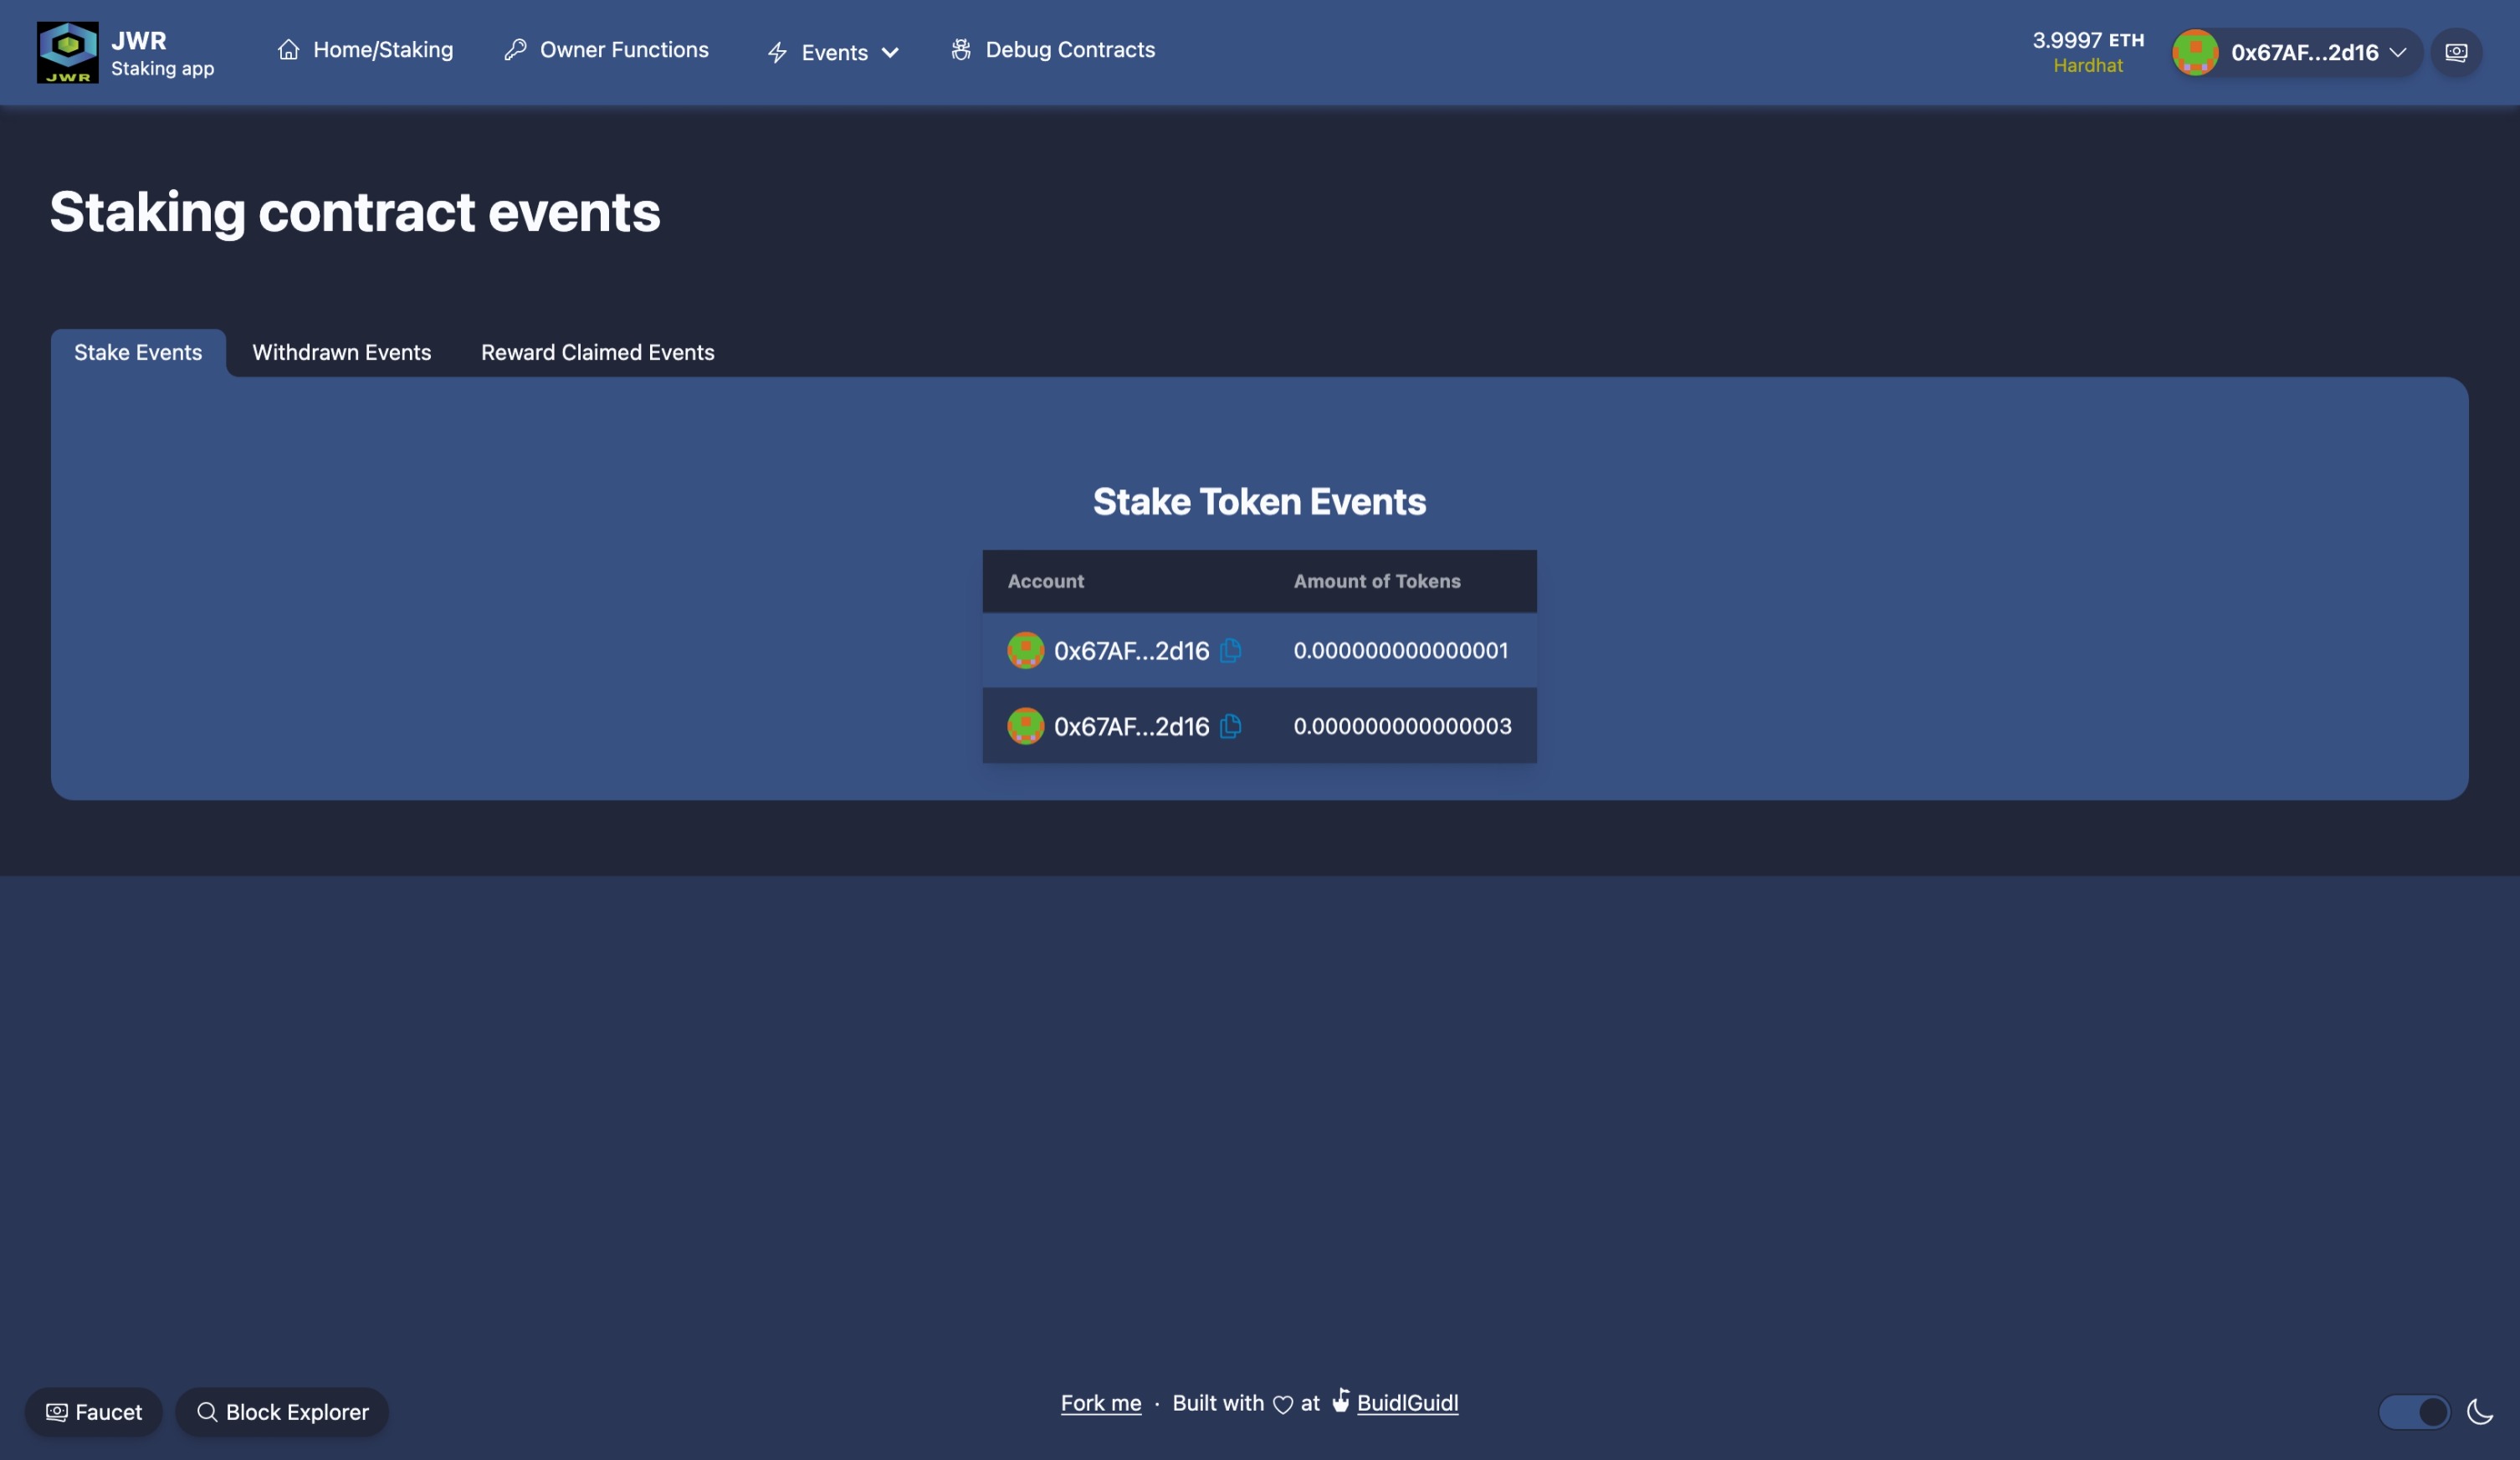 JWR
JWR
Staking app
Home/Staking
Owner Functions
Events
Debug Contracts
3.9997 ETH
Hardhat
0x67AF...2d16
Staking contract events
Stake Events
Withdrawn Events
Reward Claimed Events
Stake Token Events
Account Amount of Tokens
0x67AF...2d16 0.000000000000001
0x67AF...2d16 0.000000000000003
Faucet
Block Explorer
Fork me · Built with ♡ at BuidlGuidl